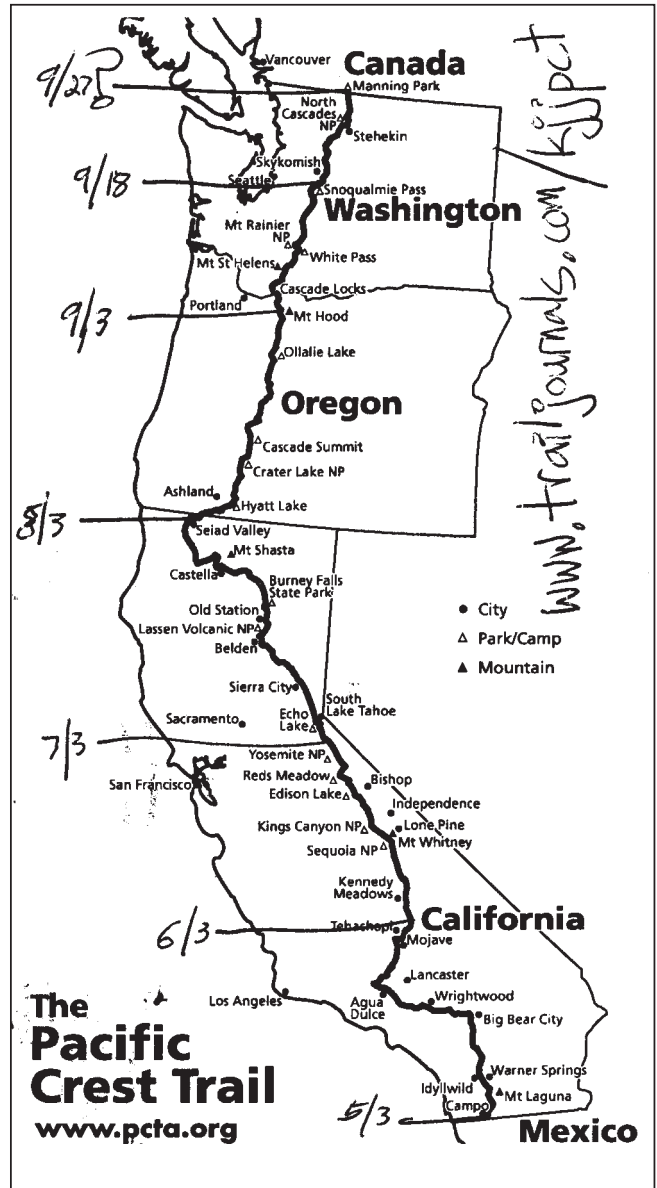 Vancouver
Canada
9/27?
Manning Park
North
Cascades
NP
Stehekin
Skykomish
9/18
Seattle
Snoqualmie Pass
Washington
Mt Rainier
NP
White Pass
Mt St Helens
Cascade Locks
Portland
9/3
Mt Hood
Ollalie Lake
Oregon
Cascade Summit
Crater Lake NP
Ashland
Hyatt Lake
8/3
Seiad Valley
Mt Shasta
Castella
Burney Falls
State Park
Old Station
Lassen Volcanic NP
Belden
Sierra City
South
Lake Tahoe
Echo
Lake
Sacramento
7/3
Yosemite NP
Reds Meadow
San Francisco
Bishop
Edison Lake
Independence
Kings Canyon NP
Lone Pine
Mt Whitney
Sequoia NP
Kennedy
Meadows
6/3
Tehachapi
California
Mojave
Lancaster
Los Angeles
Agua
Dulce
Wrightwood
Big Bear City
Warner Springs
Idyllwild
Mt Laguna
Campo
5/3
Mexico
www.trailjournals.com/kjjpct
City
Park/Camp
Mountain
The
Pacific
Crest Trail
www.pcta.org